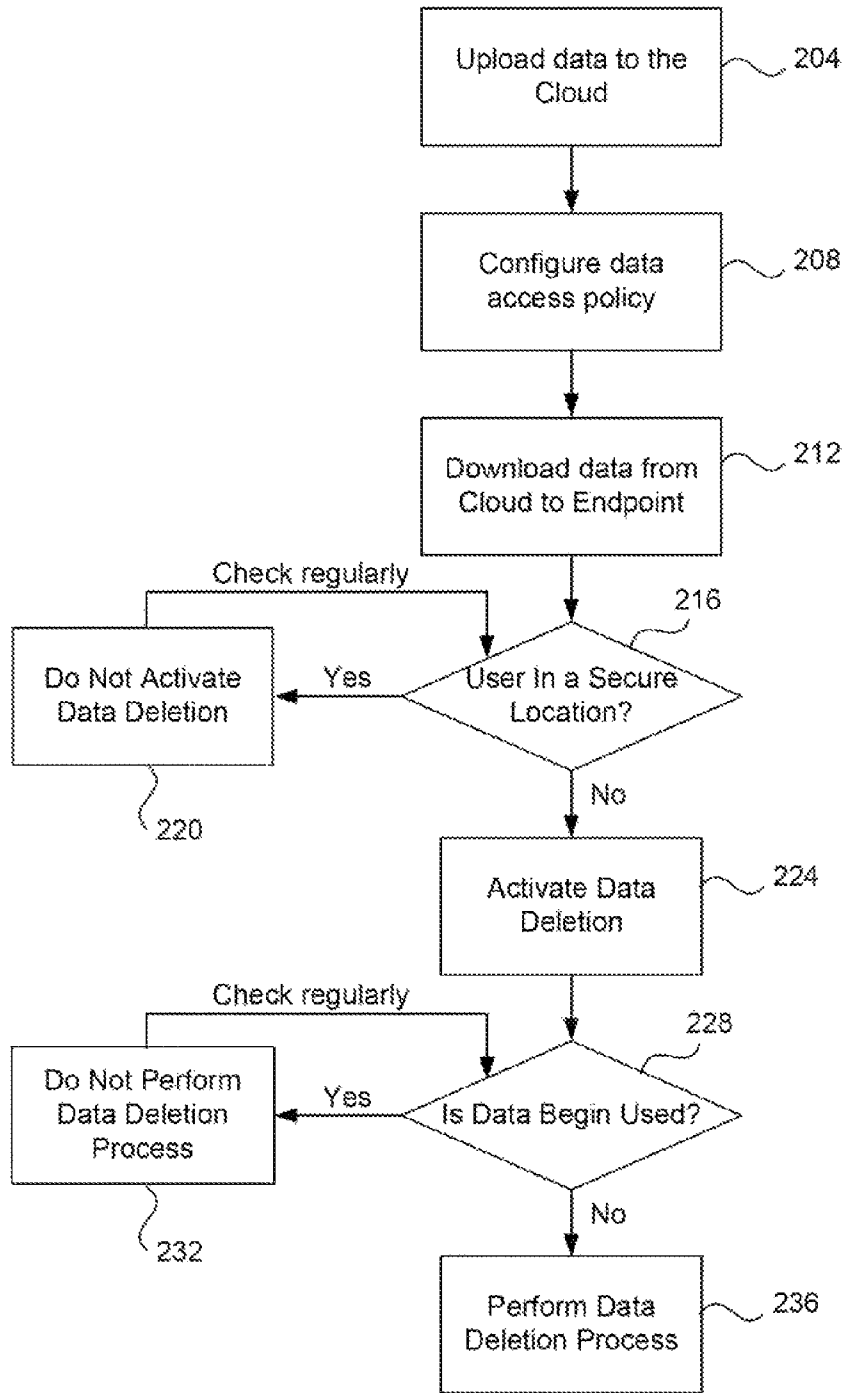 Upload data to the
Cloud
204
Configure data
access policy
208
Download data from
Cloud to Endpoint
212
Check regularly
216
Do Not Activate
Data Deletion
Yes
User In a Secure
Location?
220
No
Activate Data
Deletion
224
Check regularly
228
Do Not Perform
Data Deletion
Process
Yes
Is Data Begin Used?
232
No
Perform Data
Deletion Process
236